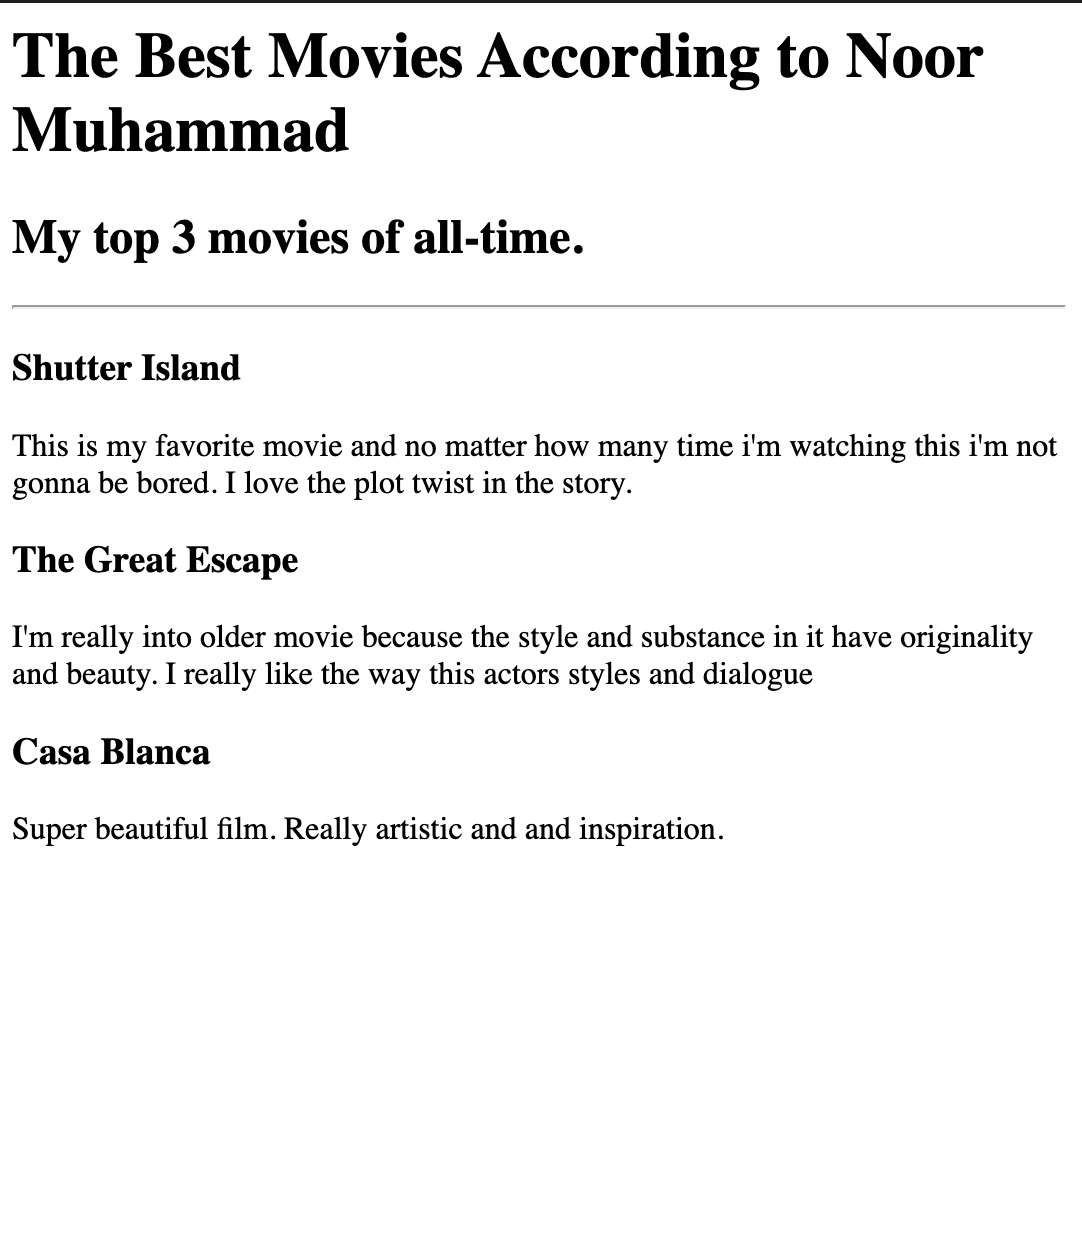 The Best Movies According to Noor
Muhammad
My top 3 movies of all-time.
Shutter Island
This is my favorite movie and no matter how many time i'm watching this i'm not
gonna be bored. I love the plot twist in the story.
The Great Escape
I'm really into older movie because the style and substance in it have originality
and beauty. I really like the way this actors styles and dialogue
Casa Blanca
Super beautiful film. Really artistic and and inspiration.